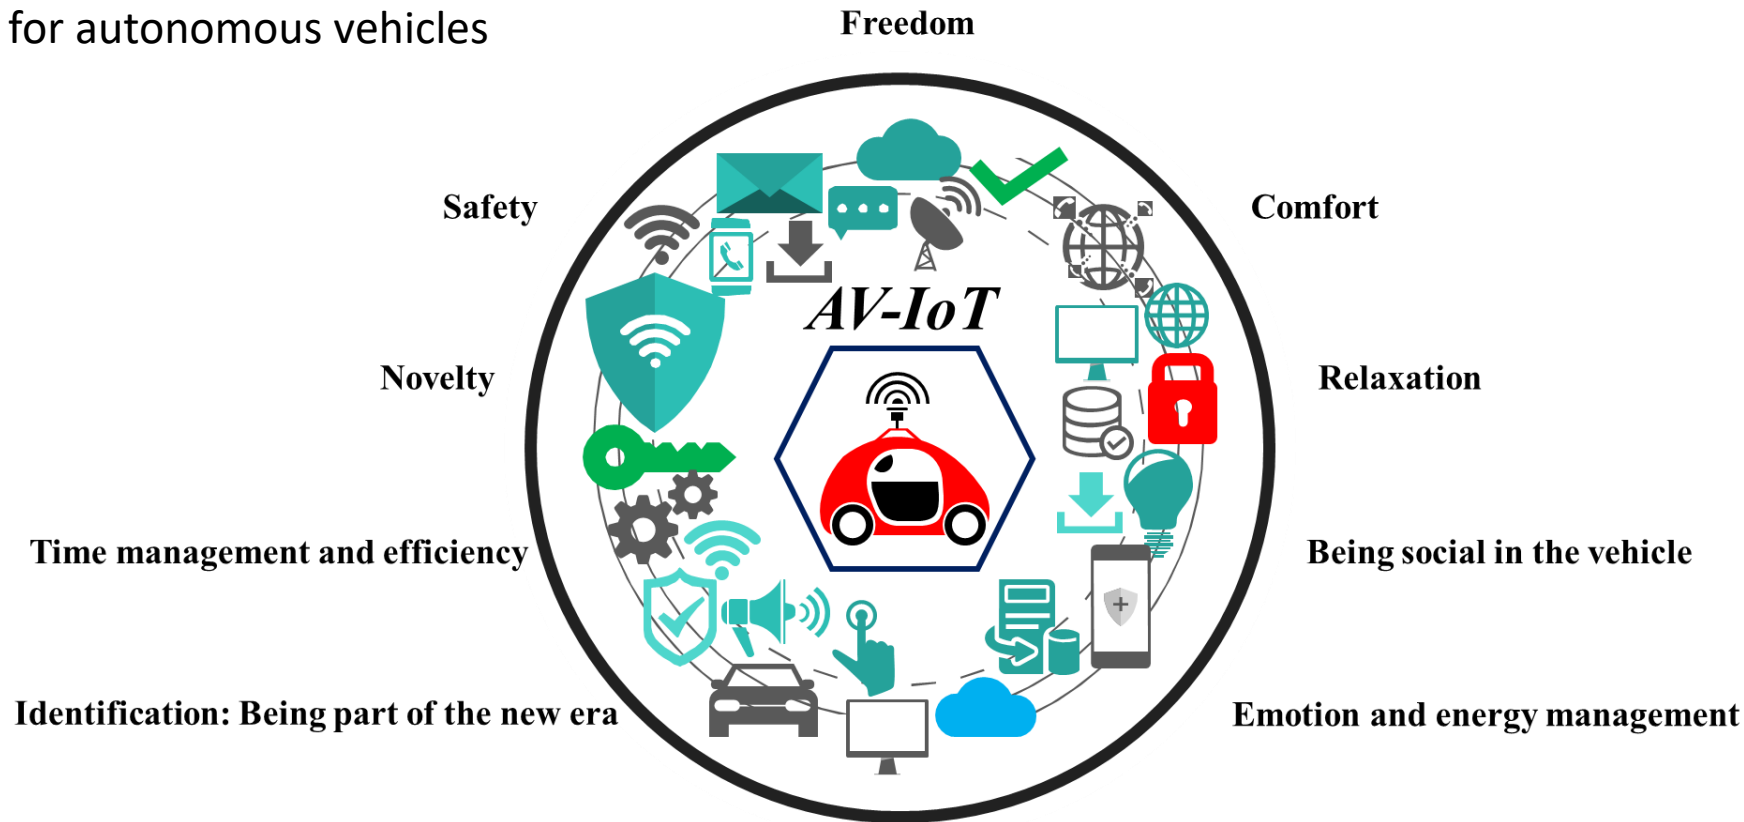 for autonomous vehicles
Freedom
Safety
Comfort
AV-IoT
Novelty
Relaxation
Time management and efficiency
Being social in the vehicle
Identification: Being part of the new era
Emotion and energy management